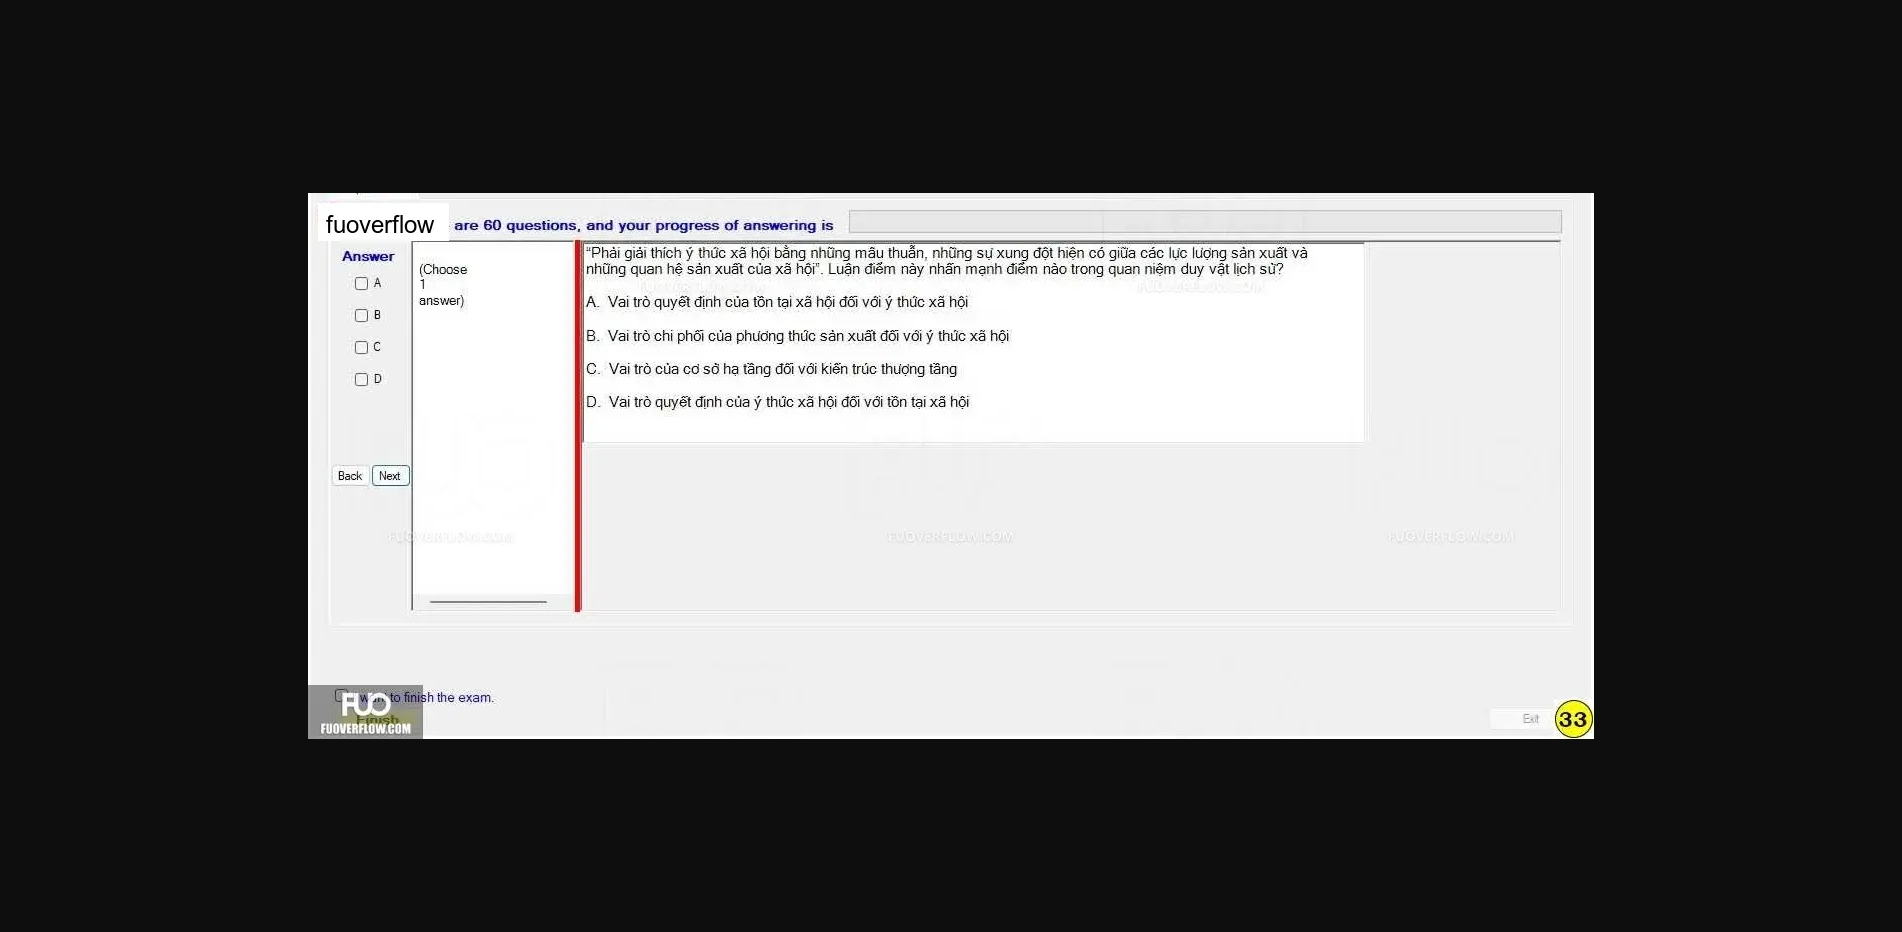 fuoverflow are 60 questions, and your progress of answering is
Answer
A
B
C
D
Back Next
(Choose
1
answer)
"Phải giải thích ý thức xã hội bằng những mâu thuẫn, những sự xung đột hiện có giữa các lực lượng sản xuất và
những quan hệ sản xuất của xã hội". Luận điểm này nhấn mạnh điểm nào trong quan niệm duy vật lịch sử?
A. Vai trò quyết định của tồn tại xã hội đối với ý thức xã hội
B. Vai trò chi phối của phương thức sản xuất đối với ý thức xã hội
C. Vai trò của cơ sở hạ tầng đối với kiến trúc thượng tầng
D. Vai trò quyết định của ý thức xã hội đối với tồn tại xã hội
FUOVERFLOW.COM FUOVERFLOW.COM
FUOVERFLOW.COM FUOVERFLOW.COM FUOVERFLOW.COM
want to finish the exam.
FUO
Finish
FUOVERFLOW.COM
Exit
33